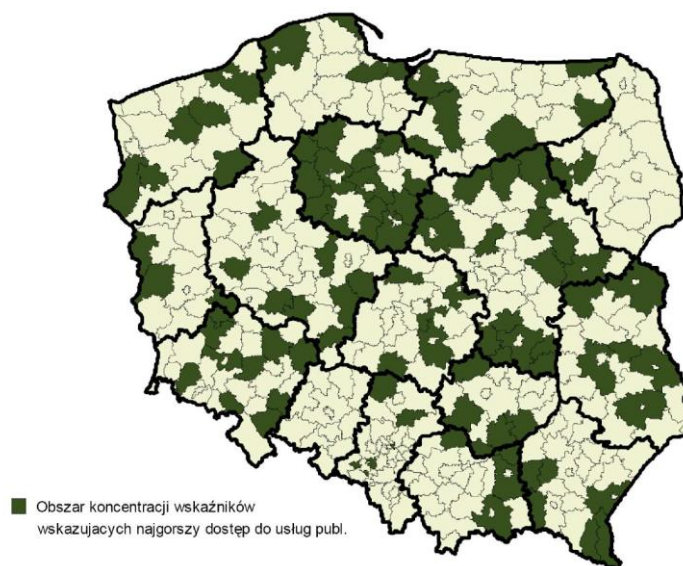 Obszar koncentracji wskaźników
wskazujacych najgorszy dostęp do usług publ.